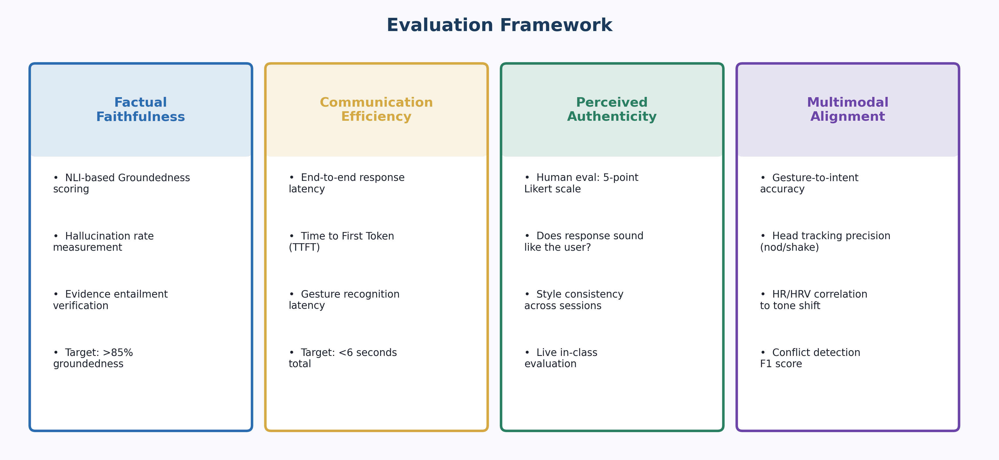 Evaluation Framework
Factual
Faithfulness
• NLI-based Groundedness
scoring
• Hallucination rate
measurement
• Evidence entailment
verification
• Target: >85%
groundedness
Communication
Efficiency
• End-to-end response
latency
• Time to First Token
(TTFT)
• Gesture recognition
latency
• Target: <6 seconds
total
Perceived
Authenticity
• Human eval: 5-point
Likert scale
• Does response sound
like the user?
• Style consistency
across sessions
• Live in-class
evaluation
Multimodal
Alignment
• Gesture-to-intent
accuracy
• Head tracking precision
(nod/shake)
• HR/HRV correlation
to tone shift
• Conflict detection
F1 score